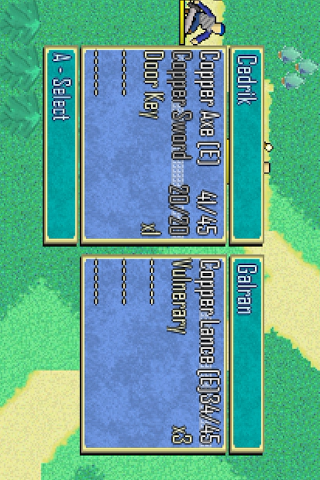 Cedrik
Copper Axe (E) 41/45
Copper Sword 20/20
Door Key x1
------
------
A - Select
Galran
Copper Lance (E)34/45
Vulnerary x3
------
------
------